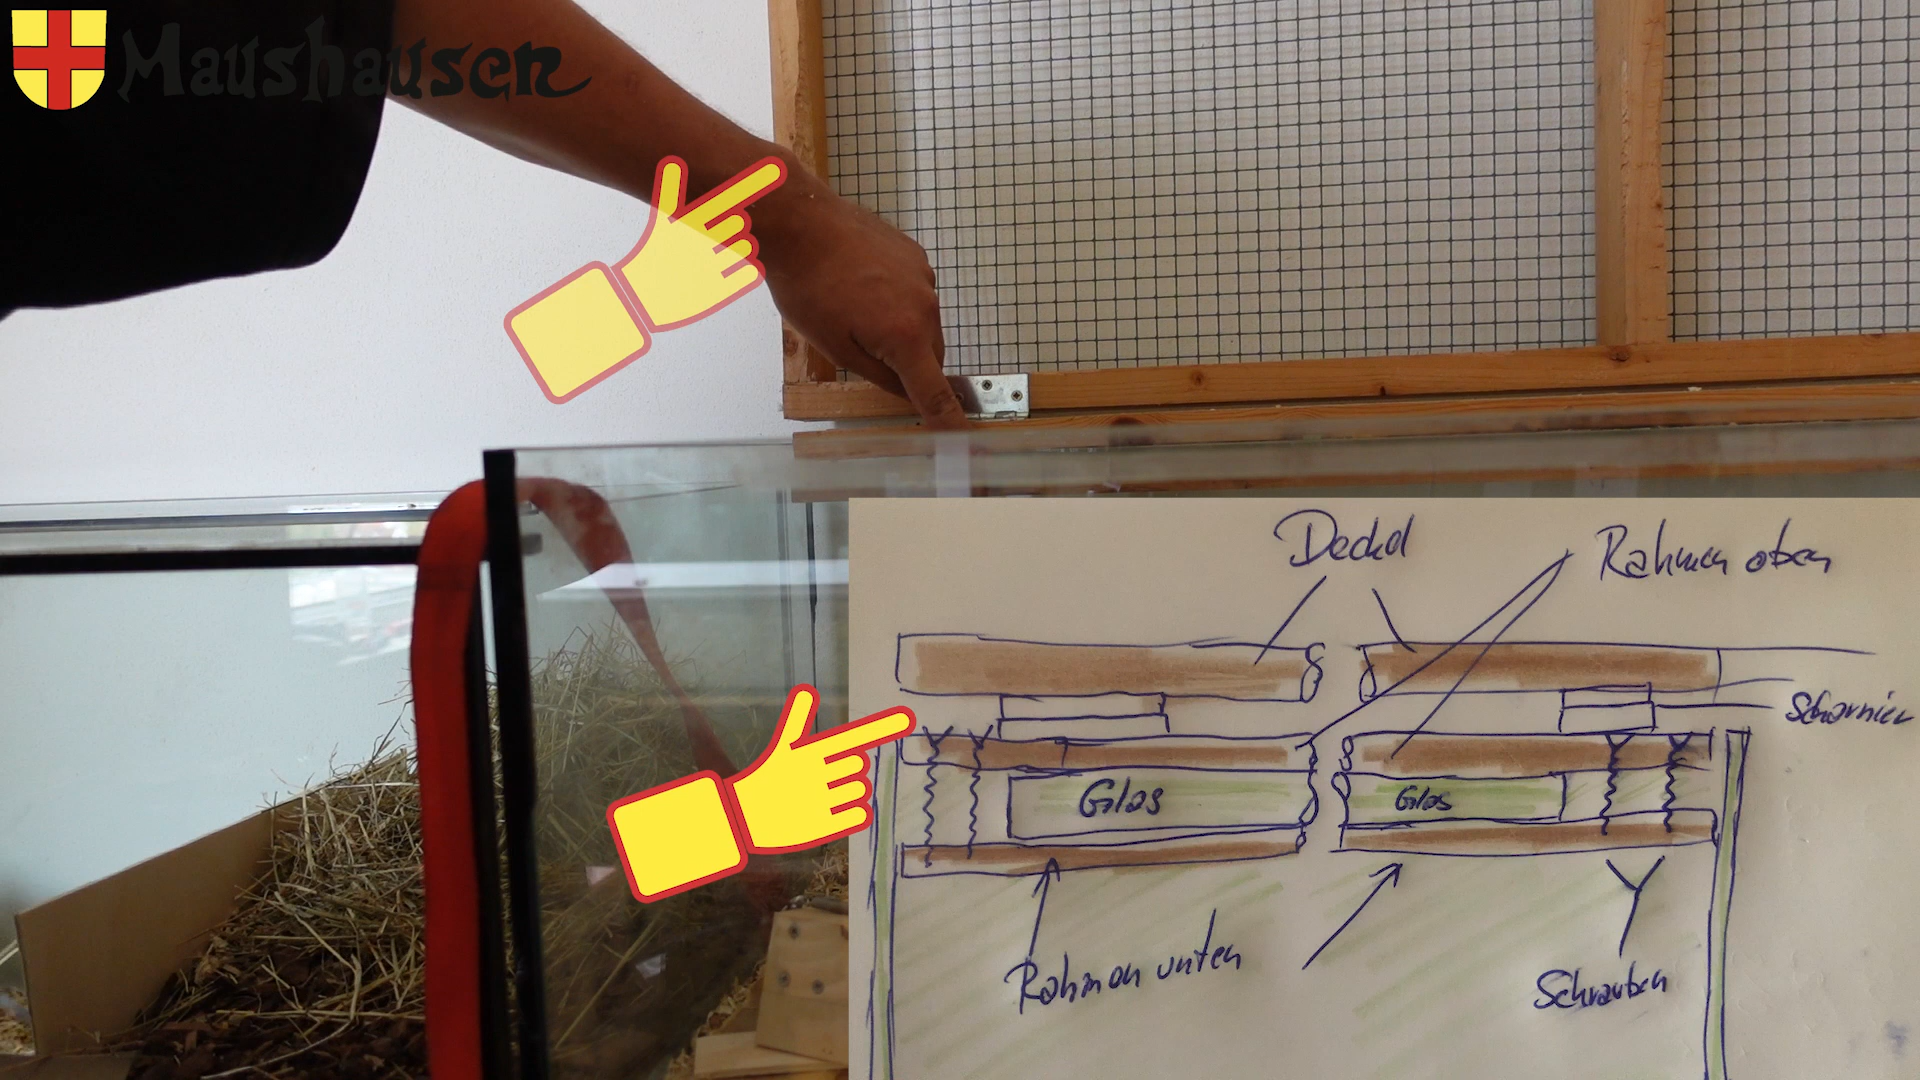 Maushausen
Deckel
Rahmen oben
Scharnier
Glas
Glas
Rahmen unten
Schrauben